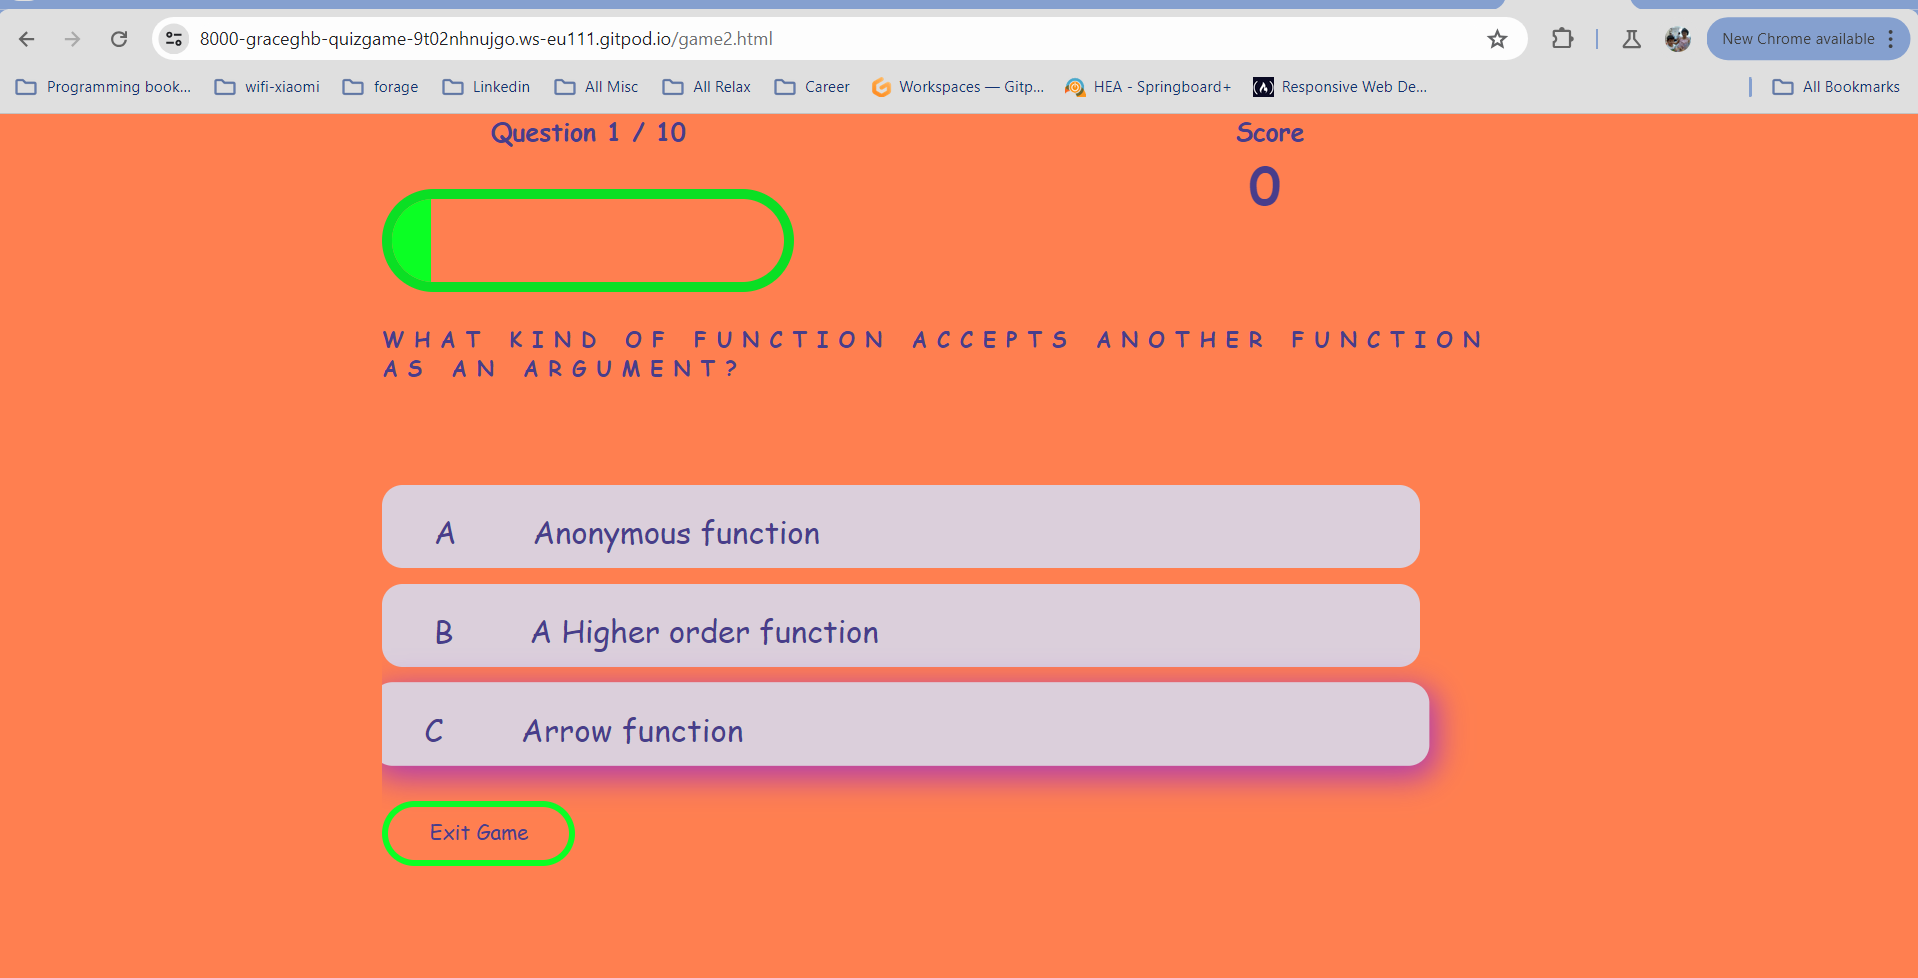 8000-graceghb-quizgame-9t02nhnujgo.ws-eu111.gitpod.io/game2.html
New Chrome available
Programming book... wifi-xiaomi forage Linkedin All Misc All Relax Career Workspaces — Gitp... HEA - Springboard+ Responsive Web De... All Bookmarks
Question 1 / 10
Score
0
WHAT KIND OF FUNCTION ACCEPTS ANOTHER FUNCTION
AS AN ARGUMENT?
A Anonymous function
B A Higher order function
C Arrow function
Exit Game